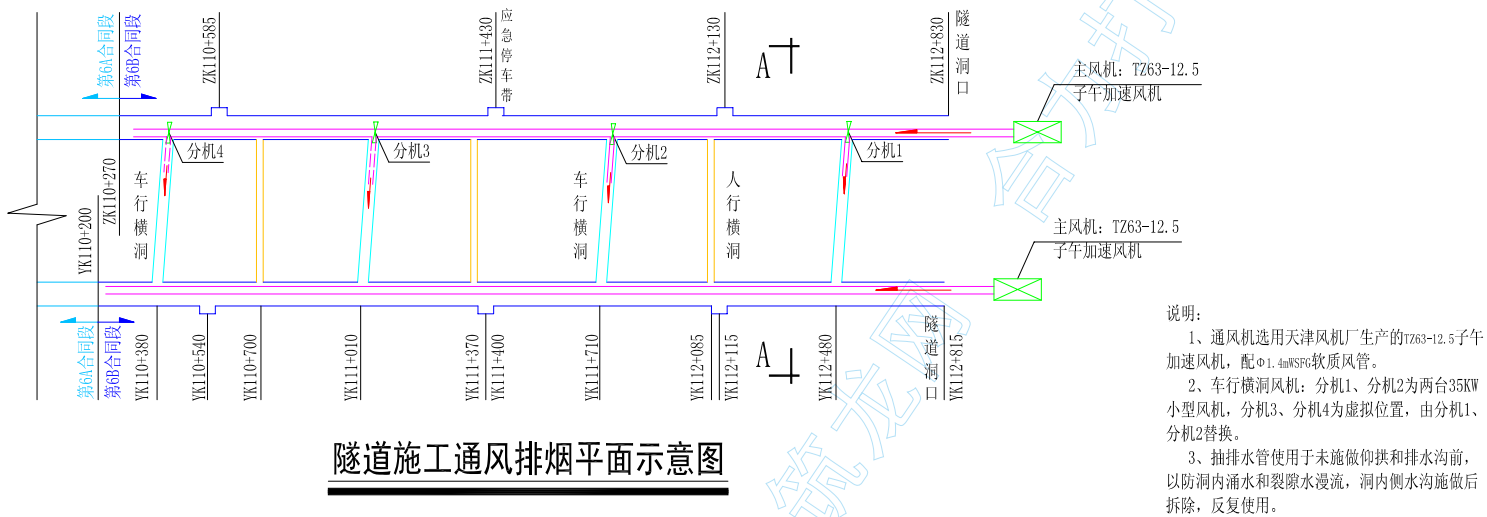 第6A合同段
第6B合同段
ZK110+585
ZK111+430
应急停车带
ZK112+130
A
ZK112+830
隧道洞口
主风机：TZ63-12.5
子午加速风机
分机4
分机3
分机2
分机1
ZK110+270
YK110+200
车行横洞
车行横洞
人行横洞
主风机：TZ63-12.5
子午加速风机
第6A合同段
第6B合同段
YK110+380
YK110+540
YK110+700
YK111+010
YK111+370
YK111+400
YK111+710
YK112+085
YK112+115
A
YK112+480
隧道洞口
YK112+815
隧道施工通风排烟平面示意图
说明：
1、通风机选用天津风机厂生产的TZ63-12.5子午
加速风机，配Φ1.4mWSFG软质风管。
2、车行横洞风机：分机1、分机2为两台35KW
小型风机，分机3、分机4为虚拟位置，由分机1、
分机2替换。
3、抽排水管使用于未施做仰拱和排水沟前，
以防洞内涌水和裂隙水漫流，洞内侧水沟施做后
拆除，反复使用。
筑龙网